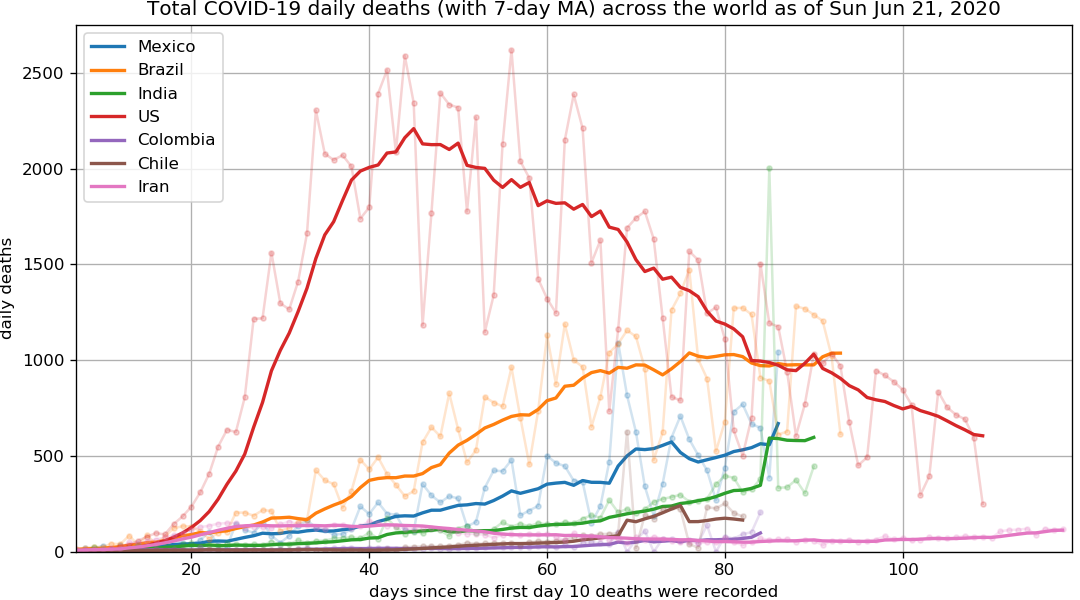 Total COVID-19 daily deaths (with 7-day MA) across the world as of Sun Jun 21, 2020
Mexico
Brazil
India
US
Colombia
Chile
Iran
2500
2000
1500
1000
500
0
daily deaths
20 40 60 80 100
days since the first day 10 deaths were recorded